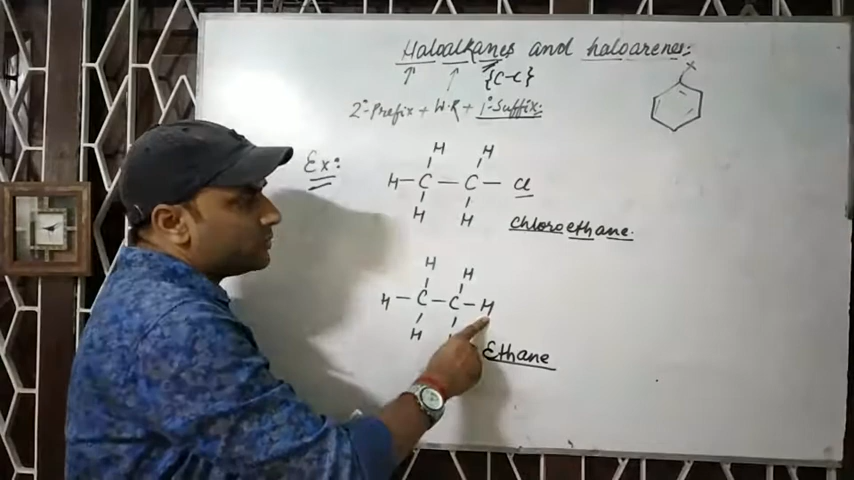 Haloalkanes and haloarenes:
{C-C}
2°-Prefix + W.R + 1°-Suffix:
X
Ex:
H H
H - C - C - Cl
H H
Chloroethane.
H H
H - C - C - H
H
Ethane